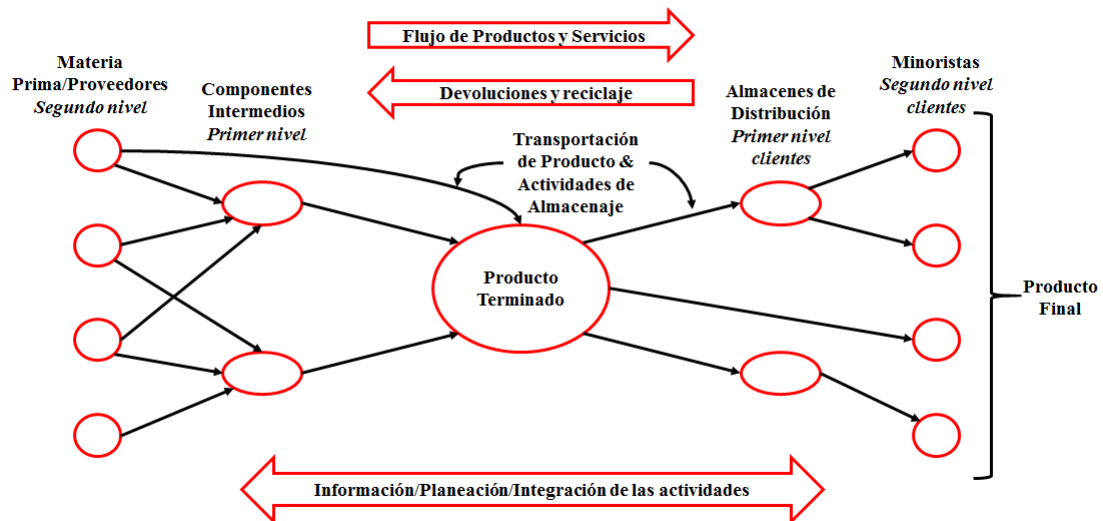 Flujo de Productos y Servicios
Devoluciones y reciclaje
Materia
Prima/Proveedores
Segundo nivel
Componentes
Intermedios
Primer nivel
Transportación
de Producto &
Actividades de
Almacenaje
Almacenes de
Distribución
Primer nivel
clientes
Minoristas
Segundo nivel
clientes
Producto
Terminado
Producto
Final
Información/Planeación/Integración de las actividades